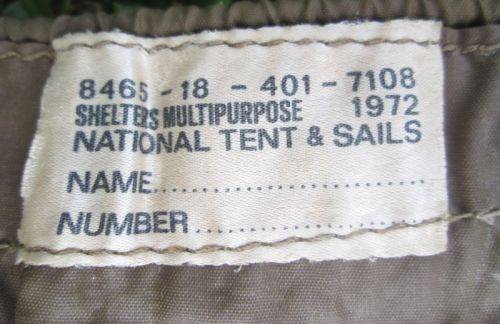 8465 - 18 - 401 - 7108
SHELTERS MULTIPURPOSE 1972
NATIONAL TENT & SAILS
NAME..............................
NUMBER..........................